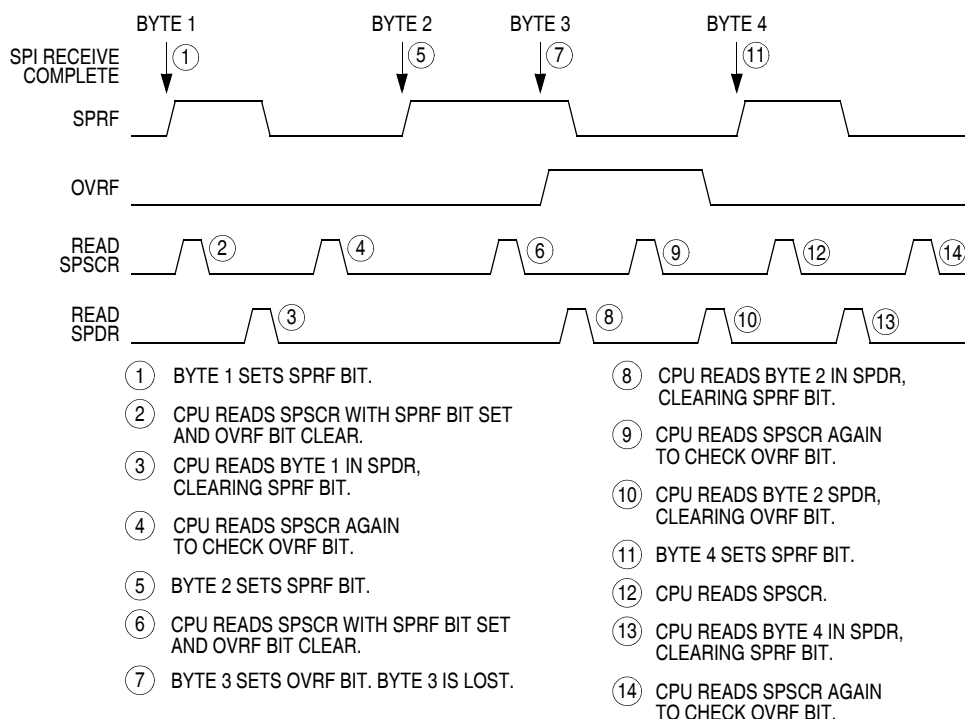 BYTE 1 BYTE 2 BYTE 3 BYTE 4
SPI RECEIVE
COMPLETE
1 5 7 11
SPRF
OVRF
READ
SPSCR
2 4 6 9 12 14
READ
SPDR
3 8 10 13
1 BYTE 1 SETS SPRF BIT.
2 CPU READS SPSCR WITH SPRF BIT SET
AND OVRF BIT CLEAR.
3 CPU READS BYTE 1 IN SPDR,
CLEARING SPRF BIT.
4 CPU READS SPSCR AGAIN
TO CHECK OVRF BIT.
5 BYTE 2 SETS SPRF BIT.
6 CPU READS SPSCR WITH SPRF BIT SET
AND OVRF BIT CLEAR.
7 BYTE 3 SETS OVRF BIT. BYTE 3 IS LOST.
8 CPU READS BYTE 2 IN SPDR,
CLEARING SPRF BIT.
9 CPU READS SPSCR AGAIN
TO CHECK OVRF BIT.
10 CPU READS BYTE 2 SPDR,
CLEARING OVRF BIT.
11 BYTE 4 SETS SPRF BIT.
12 CPU READS SPSCR.
13 CPU READS BYTE 4 IN SPDR,
CLEARING SPRF BIT.
14 CPU READS SPSCR AGAIN
TO CHECK OVRF BIT.